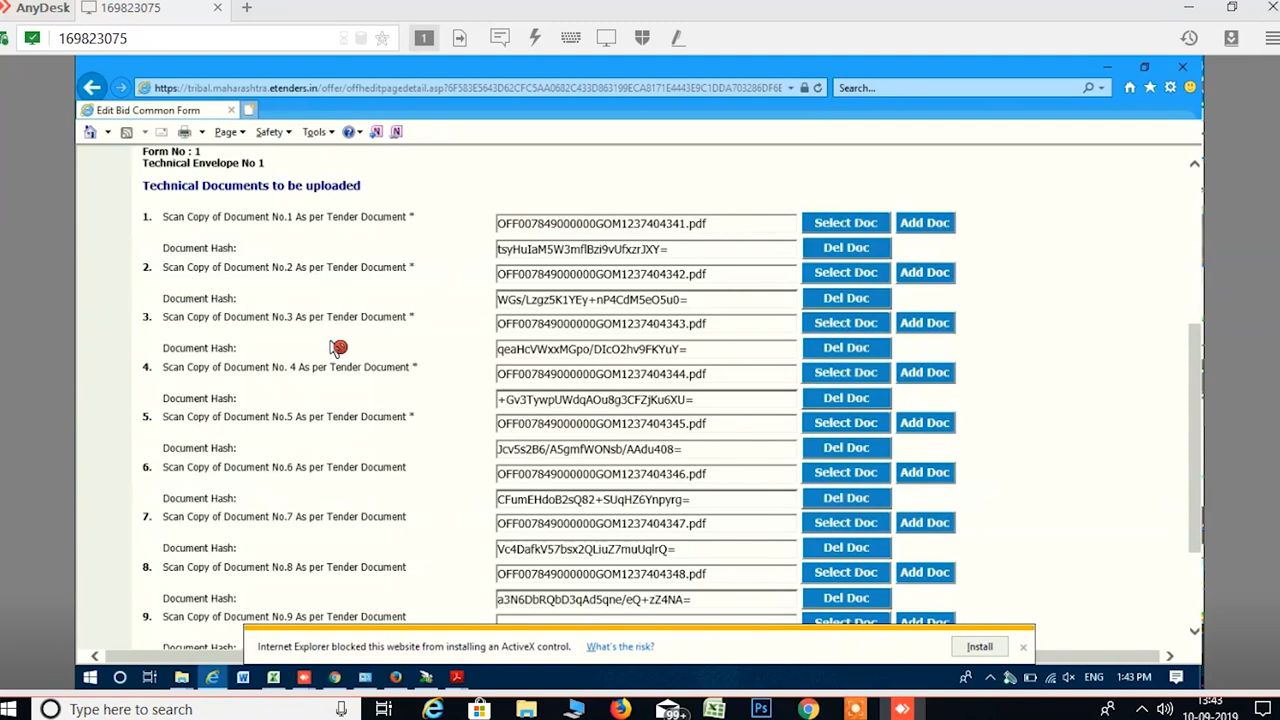 AnyDesk 169823075
169823075 1
https://tribal.maharashtra.etenders.in/offer/offheditpagedetail.asp?6F583E5643D62CFC5AA0682C433D863199ECA8171E4443E9C1DDA703286DF6E Search...
Edit Bid Common Form
Page Safety Tools
Form No : 1
Technical Envelope No 1
Technical Documents to be uploaded
1. Scan Copy of Document No.1 As per Tender Document * OFF007849000000GOM1237404341.pdf Select Doc Add Doc
Document Hash: tsyHuIaM5W3mflBzi9vUfxzrJXY= Del Doc
2. Scan Copy of Document No.2 As per Tender Document * OFF007849000000GOM1237404342.pdf Select Doc Add Doc
Document Hash: WGs/Lzgz5K1YEy+nP4CdM5eO5u0= Del Doc
3. Scan Copy of Document No.3 As per Tender Document * OFF007849000000GOM1237404343.pdf Select Doc Add Doc
Document Hash: qeaHcVWxxMGpo/DIcO2hv9FKYuY= Del Doc
4. Scan Copy of Document No. 4 As per Tender Document * OFF007849000000GOM1237404344.pdf Select Doc Add Doc
Document Hash: +Gv3TywpUWdqAOu8g3CFZjKu6XU= Del Doc
5. Scan Copy of Document No.5 As per Tender Document * OFF007849000000GOM1237404345.pdf Select Doc Add Doc
Document Hash: Jcv5s2B6/A5gmfWONsb/AAdu408= Del Doc
6. Scan Copy of Document No.6 As per Tender Document OFF007849000000GOM1237404346.pdf Select Doc Add Doc
Document Hash: CFumEHdoB2sQ82+SUqHZ6Ynpyrg= Del Doc
7. Scan Copy of Document No.7 As per Tender Document OFF007849000000GOM1237404347.pdf Select Doc Add Doc
Document Hash: Vc4DafkV57bsx2QLiuZ7muUqlrQ= Del Doc
8. Scan Copy of Document No.8 As per Tender Document OFF007849000000GOM1237404348.pdf Select Doc Add Doc
Document Hash: a3N6DbRQbD3qAd5qne/eQ+zZ4NA= Del Doc
9. Scan Copy of Document No.9 As per Tender Document Select Doc Add Doc
Internet Explorer blocked this website from installing an ActiveX control. What's the risk? Install
ENG 1:43 PM
Type here to search 99+ 13:43
10-09-2019